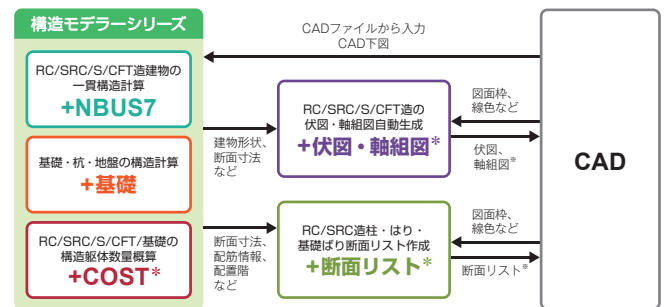 構造モデラーシリーズ
RC/SRC/S/CFT造建物の
一貫構造計算
+NBUS7
基礎・杭・地盤の構造計算
+基礎
RC/SRC/S/CFT/基礎の
構造躯体数量概算
+COST*
CADファイルから入力
CAD下図
建物形状、
断面寸法
など
RC/SRC/S/CFT造の
伏図・軸組図自動生成
+伏図・軸組図*
図面枠、
線色など
伏図、
軸組図*
断面寸法、
配筋情報、
配置階
など
RC/SRC造柱・はり・
基礎ばり断面リスト作成
+断面リスト*
図面枠、
線色など
断面リスト*
CAD